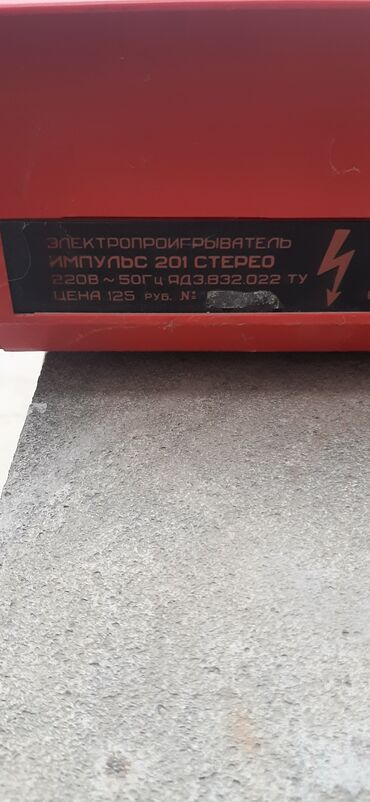 ЭЛЕКТРОПРОИГРЫВАТЕЛЬ
ИМПУЛЬС 201 СТЕРЕО
220В ~ 50Гц ЯД3.832.022 ТУ
ЦЕНА 125 РУБ. №